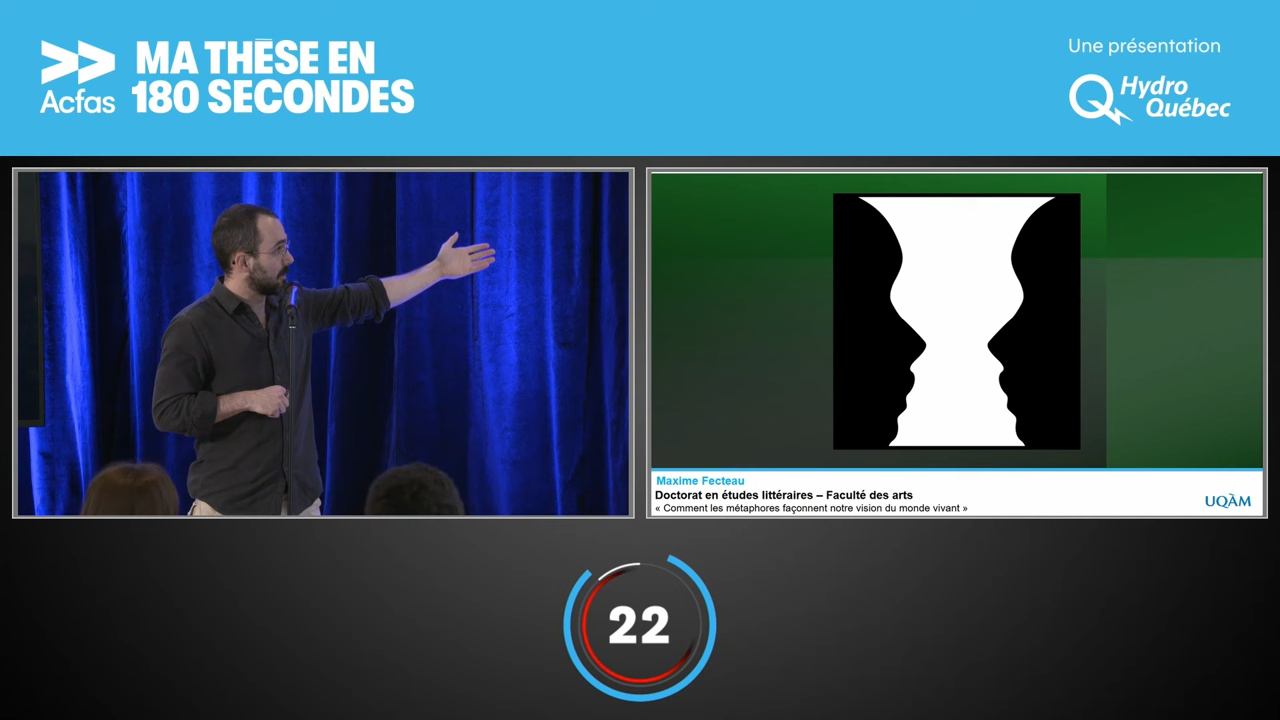 Acfas
MA THÈSE EN
180 SECONDES
Une présentation
Hydro
Québec
Maxime Fecteau
Doctorat en études littéraires – Faculté des arts
« Comment les métaphores façonnent notre vision du monde vivant »
UQÀM
22